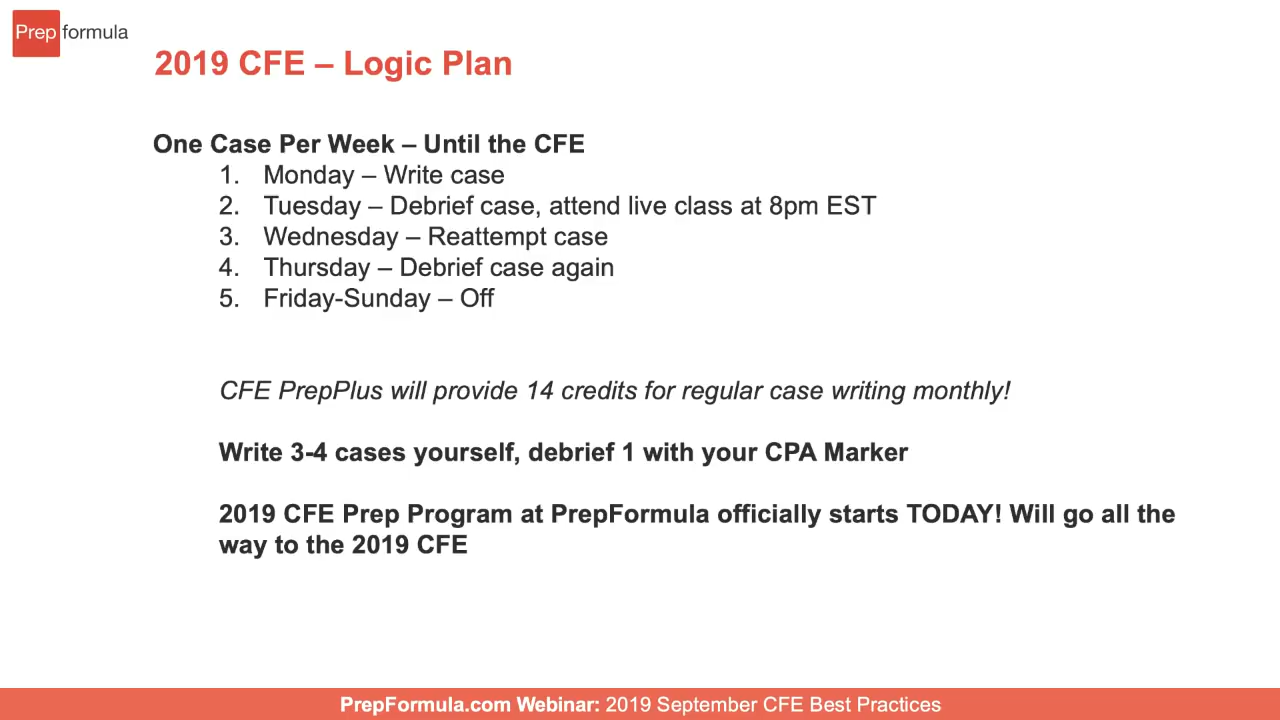 Prep formula
2019 CFE – Logic Plan
One Case Per Week – Until the CFE
1. Monday – Write case
2. Tuesday – Debrief case, attend live class at 8pm EST
3. Wednesday – Reattempt case
4. Thursday – Debrief case again
5. Friday-Sunday – Off
CFE PrepPlus will provide 14 credits for regular case writing monthly!
Write 3-4 cases yourself, debrief 1 with your CPA Marker
2019 CFE Prep Program at PrepFormula officially starts TODAY! Will go all the
way to the 2019 CFE
PrepFormula.com Webinar: 2019 September CFE Best Practices